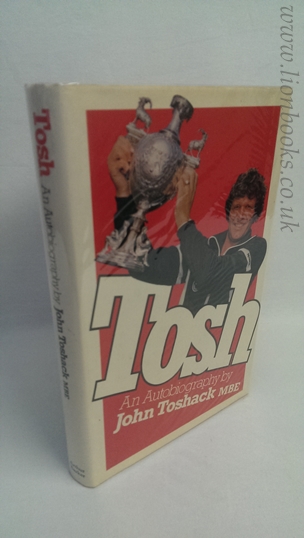 Tosh
An Autobiography by
John Toshack MBE
Tosh An Autobiography by John Toshack MBE
www.lionbooks.co.uk